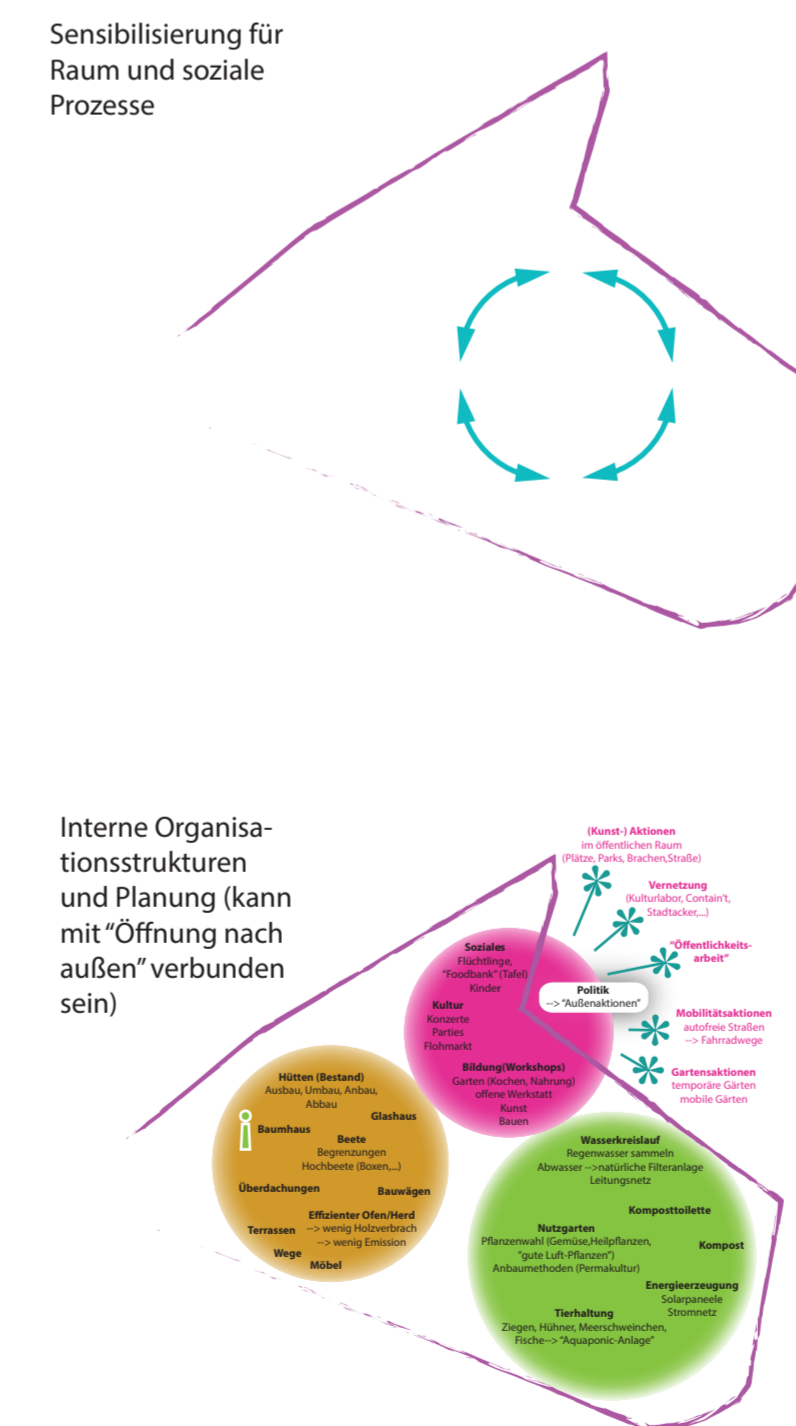 Sensibilisierung für
Raum und soziale
Prozesse
Interne Organisa-
tionsstrukturen
und Planung (kann
mit “Öffnung nach
außen” verbunden
sein)
(Kunst-) Aktionen
im öffentlichen Raum
(Plätze, Parks, Brachen,Straße)
Vernetzung
(Kulturlabor, Contain't,
Stadtacker,...)
"Öffentlichkeits-
arbeit"
Mobilitätsaktionen
autofreie Straßen
--> Fahrradwege
Gartensaktionen
temporäre Gärten
mobile Gärten
Soziales
Flüchtlinge,
"Foodbank" (Tafel)
Kinder
Politik
--> "Außenaktionen"
Kultur
Konzerte
Parties
Flohmarkt
Bildung(Workshops)
Garten (Kochen, Nahrung)
offene Werkstatt
Kunst
Bauen
Hütten (Bestand)
Ausbau, Umbau, Anbau,
Abbau
Glashaus
Baumhaus
Beete
Begrenzungen
Hochbeete (Boxen,...)
Überdachungen
Bauwägen
Effizienter Ofen/Herd
--> wenig Holzverbrach
--> wenig Emission
Terrassen
Wege
Möbel
Wasserkreislauf
Regenwasser sammeln
Abwasser -->natürliche Filteranlage
Leitungsnetz
Komposttoilette
Nutzgarten
Pflanzenwahl (Gemüse,Heilpflanzen,
"gute Luft-Pflanzen")
Anbaumethoden (Permakultur)
Kompost
Energieerzeugung
Solarpaneele
Stromnetz
Tierhaltung
Ziegen, Hühner, Meerschweinchen,
Fische--> "Aquaponic-Anlage"